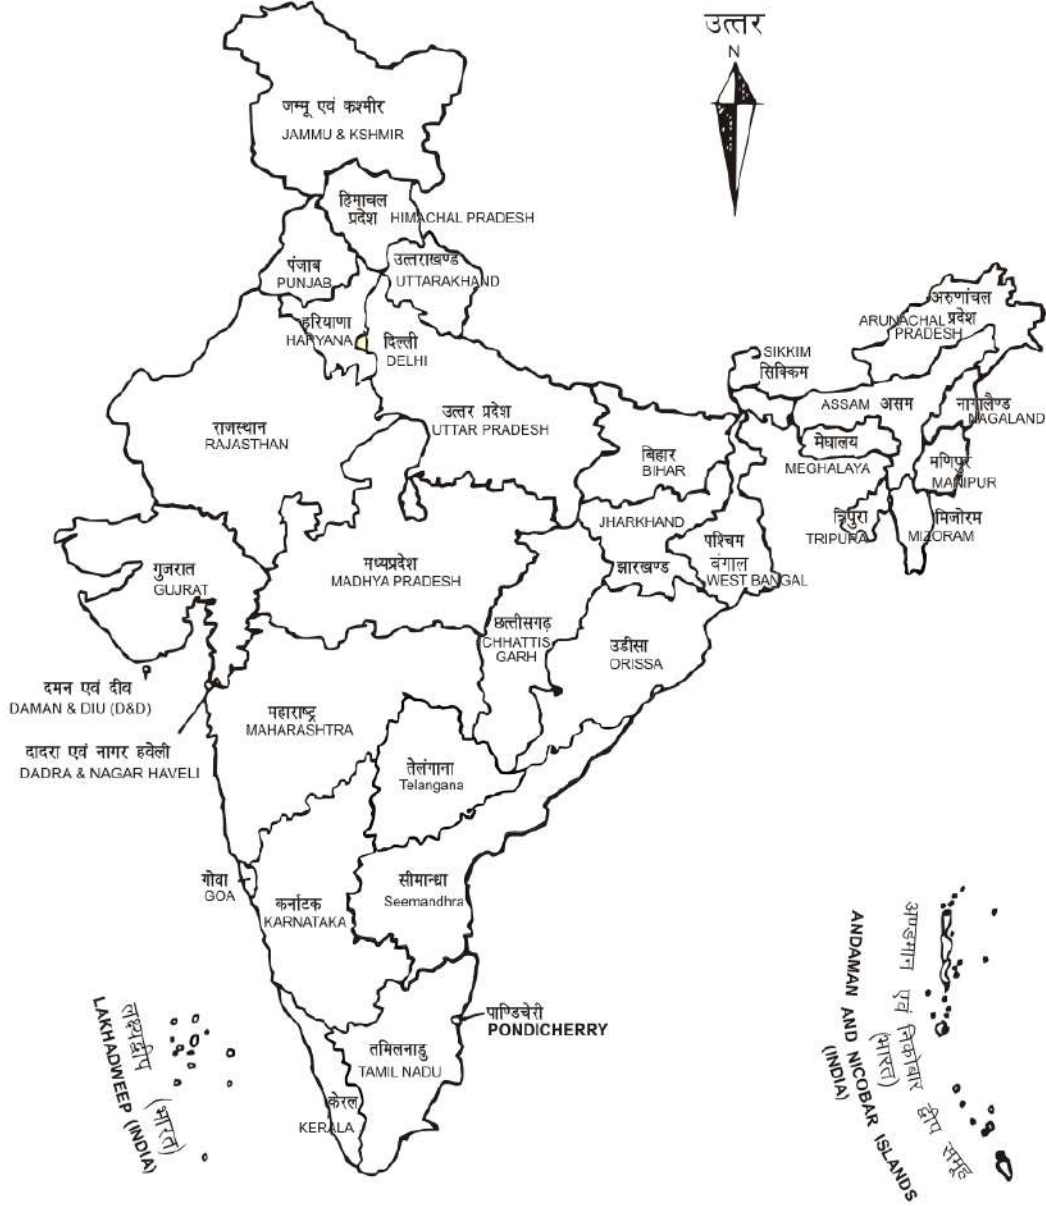 उत्तर
N
जम्मू एवं कश्मीर
JAMMU & KSHMIR
हिमाचल
प्रदेश HIMACHAL PRADESH
पंजाब
PUNJAB
उत्तराखण्ड
UTTARAKHAND
हरियाणा
HARYANA
दिल्ली
DELHI
अरुणांचल
ARUNACHAL प्रदेश
PRADESH
SIKKIM
सिक्किम
ASSAM असम
नागालैण्ड
NAGALAND
राजस्थान
RAJASTHAN
उत्तर प्रदेश
UTTAR PRADESH
बिहार
BIHAR
मेघालय
MEGHALAYA
मणिपुर
MANIPUR
त्रिपुरा
TRIPURA
मिजोरम
MIZORAM
JHARKHAND
झारखण्ड
पश्चिम
बंगाल
WEST BANGAL
गुजरात
GUJRAT
मध्यप्रदेश
MADHYA PRADESH
छत्तीसगढ़
CHHATTIS-
GARH
उडीसा
ORISSA
दमन एवं दीव
DAMAN & DIU (D&D)
दादरा एवं नागर हवेली
DADRA & NAGAR HAVELI
महाराष्ट्र
MAHARASHTRA
तेलंगाना
Telangana
गोवा
GOA
कर्नाटक
KARNATAKA
सीमान्ध्रा
Seemandhra
पाण्डिचेरी
PONDICHERRY
तमिलनाडु
TAMIL NADU
केरल
KERALA
लक्ष्यद्वीप (भारत)
LAKHADWEEP (INDIA)
अण्डमान एवं निकोबार द्वीप समूह
(भारत)
ANDAMAN AND NICOBAR ISLANDS
(INDIA)